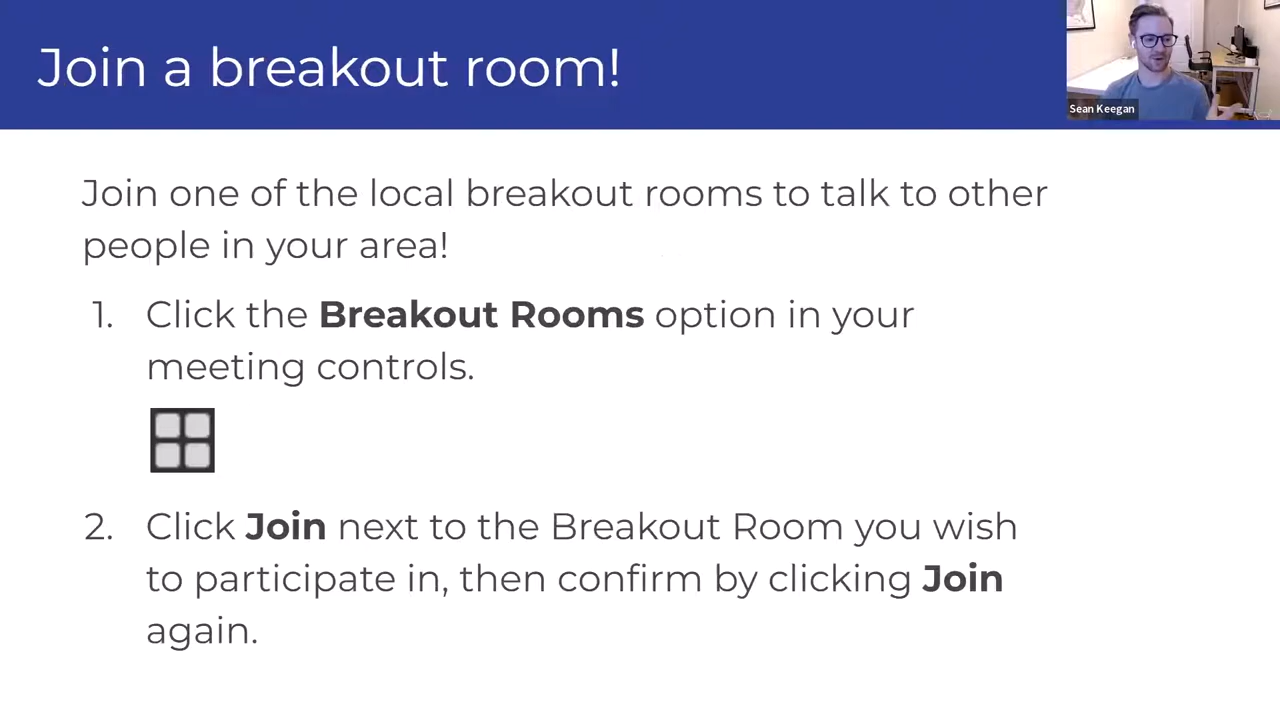 Join a breakout room!
Sean Keegan
Join one of the local breakout rooms to talk to other
people in your area!
1. Click the Breakout Rooms option in your
meeting controls.
2. Click Join next to the Breakout Room you wish
to participate in, then confirm by clicking Join
again.